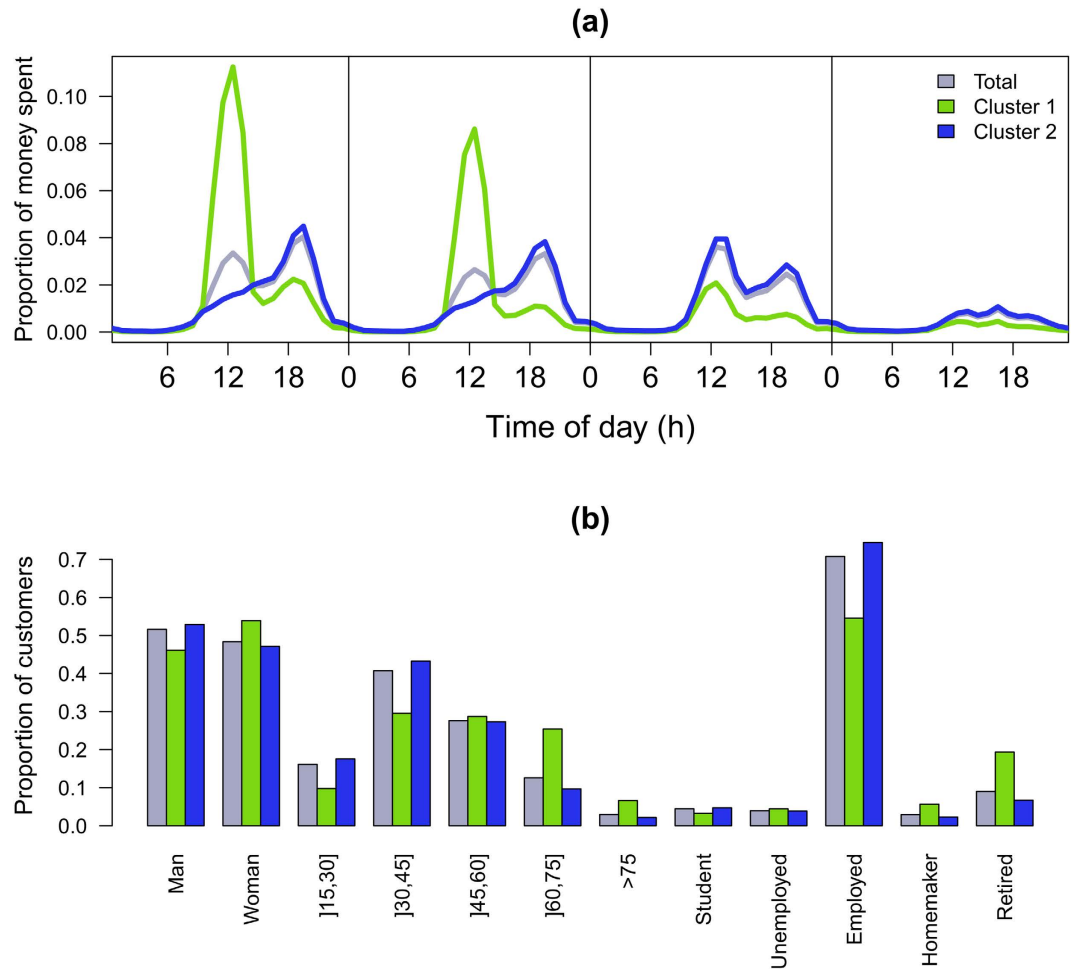 (a)
Proportion of money spent
0.10
0.08
0.06
0.04
0.02
0.00
Total
Cluster 1
Cluster 2
6 12 18 0 6 12 18 0 6 12 18 0 6 12 18
Time of day (h)
(b)
Proportion of customers
0.7
0.6
0.5
0.4
0.3
0.2
0.1
0.0
Man
Woman
]15,30]
]30,45]
]45,60]
]60,75]
>75
Student
Unemployed
Employed
Homemaker
Retired